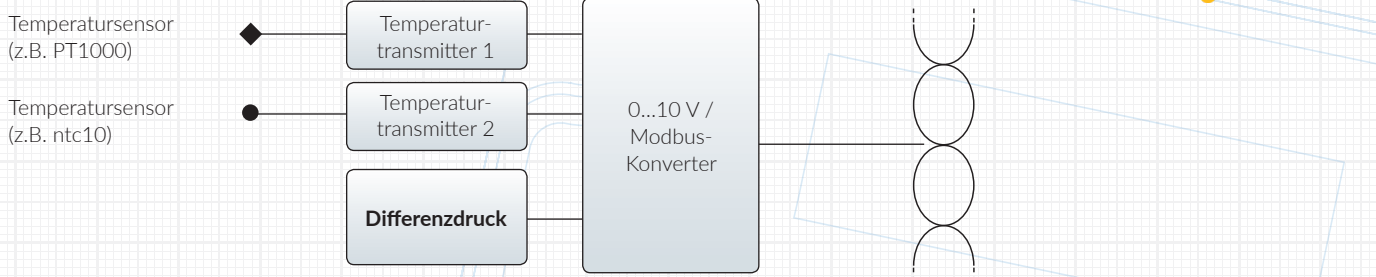 Temperatursensor
(z.B. PT1000)
Temperatur-
transmitter 1
Temperatursensor
(z.B. ntc10)
Temperatur-
transmitter 2
Differenzdruck
0...10 V /
Modbus-
Konverter